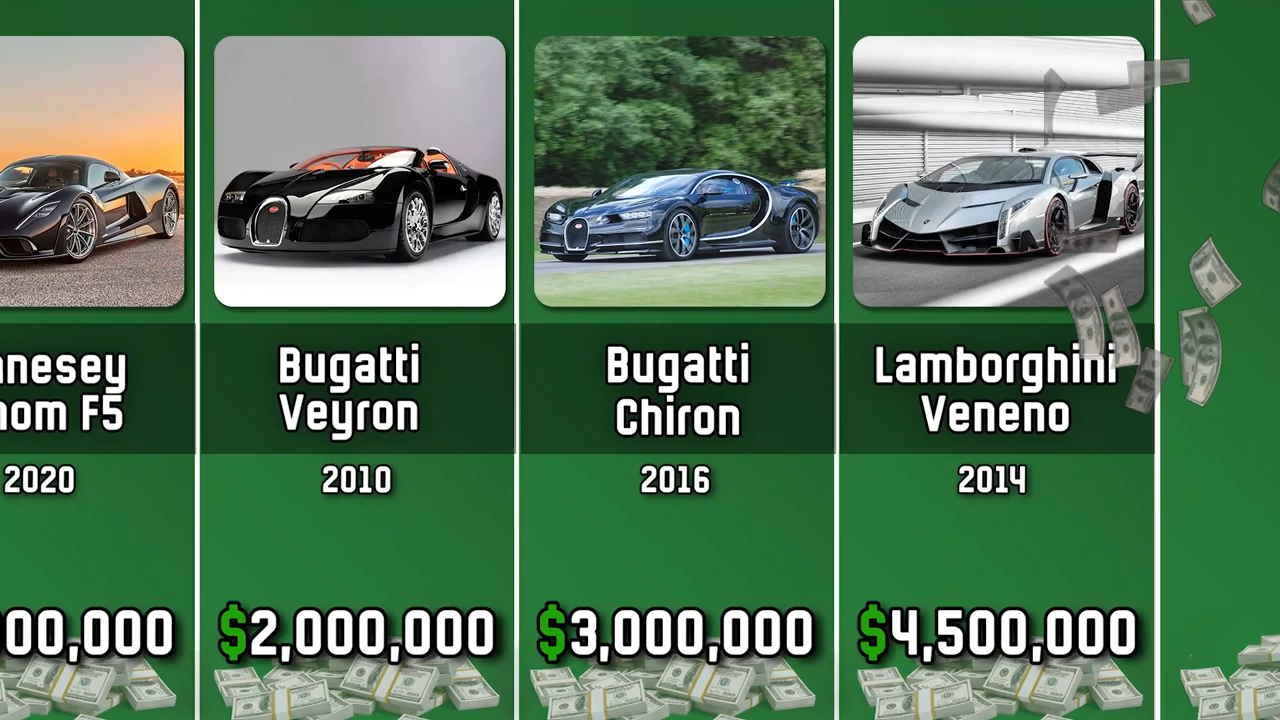 nnesey
nom F5
2020
00,000
Bugatti
Veyron
2010
$2,000,000
Bugatti
Chiron
2016
$3,000,000
Lamborghini
Veneno
2014
$4,500,000